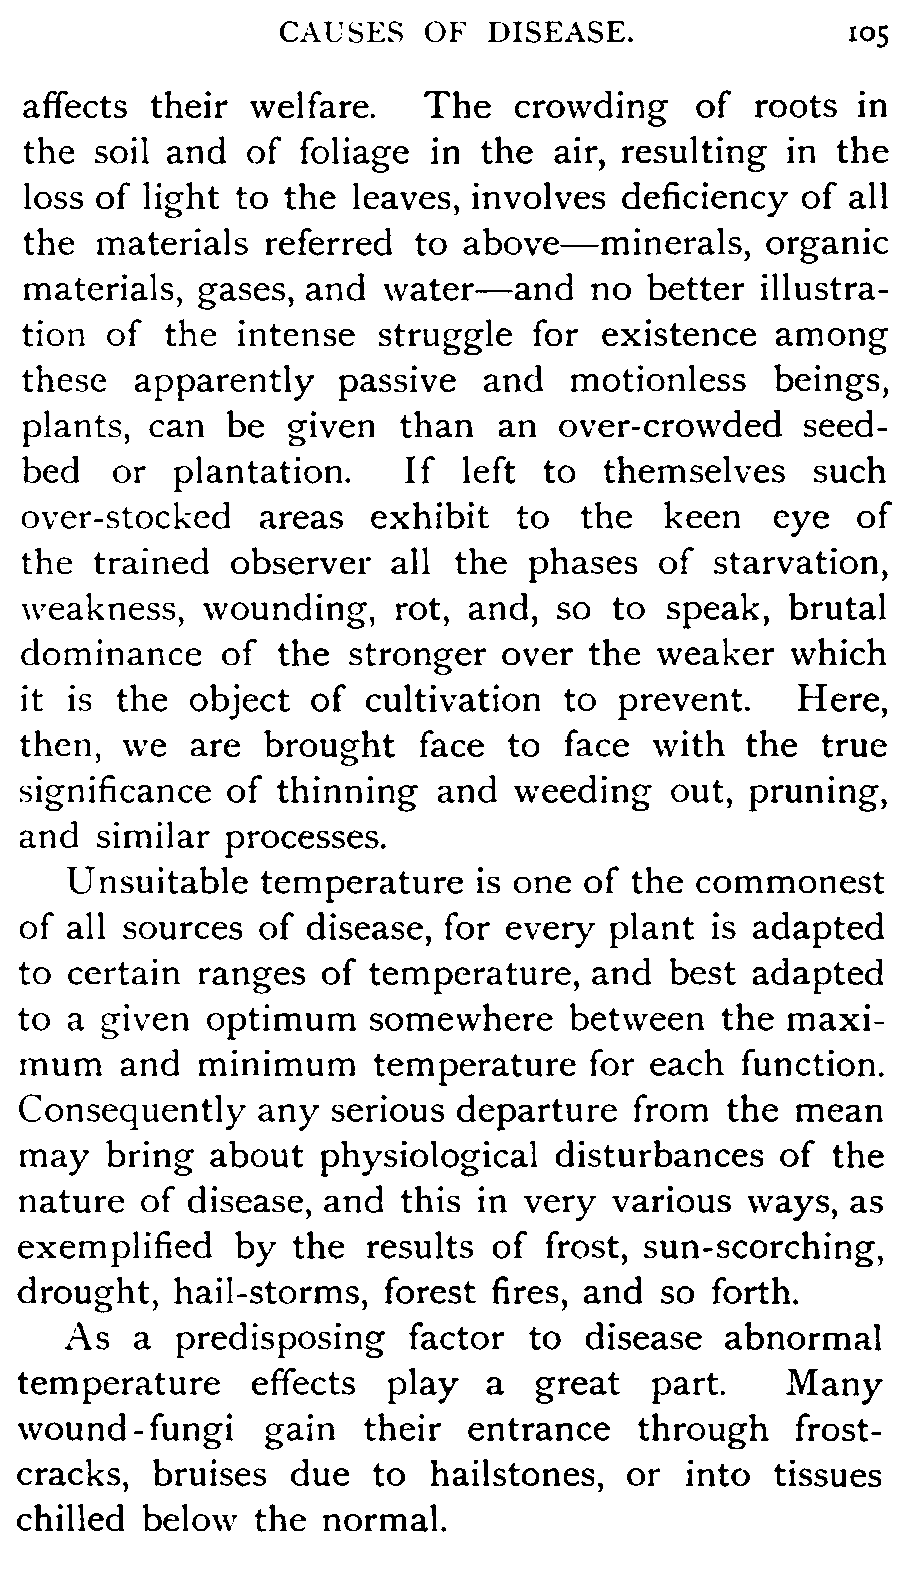 CAUSES OF DISEASE. 105
affects their welfare. The crowding of roots in
the soil and of foliage in the air, resulting in the
loss of light to the leaves, involves deficiency of all
the materials referred to above—minerals, organic
materials, gases, and water—and no better illustra-
tion of the intense struggle for existence among
these apparently passive and motionless beings,
plants, can be given than an over-crowded seed-
bed or plantation. If left to themselves such
over-stocked areas exhibit to the keen eye of
the trained observer all the phases of starvation,
weakness, wounding, rot, and, so to speak, brutal
dominance of the stronger over the weaker which
it is the object of cultivation to prevent. Here,
then, we are brought face to face with the true
significance of thinning and weeding out, pruning,
and similar processes.
Unsuitable temperature is one of the commonest
of all sources of disease, for every plant is adapted
to certain ranges of temperature, and best adapted
to a given optimum somewhere between the maxi-
mum and minimum temperature for each function.
Consequently any serious departure from the mean
may bring about physiological disturbances of the
nature of disease, and this in very various ways, as
exemplified by the results of frost, sun-scorching,
drought, hail-storms, forest fires, and so forth.
As a predisposing factor to disease abnormal
temperature effects play a great part. Many
wound-fungi gain their entrance through frost-
cracks, bruises due to hailstones, or into tissues
chilled below the normal.